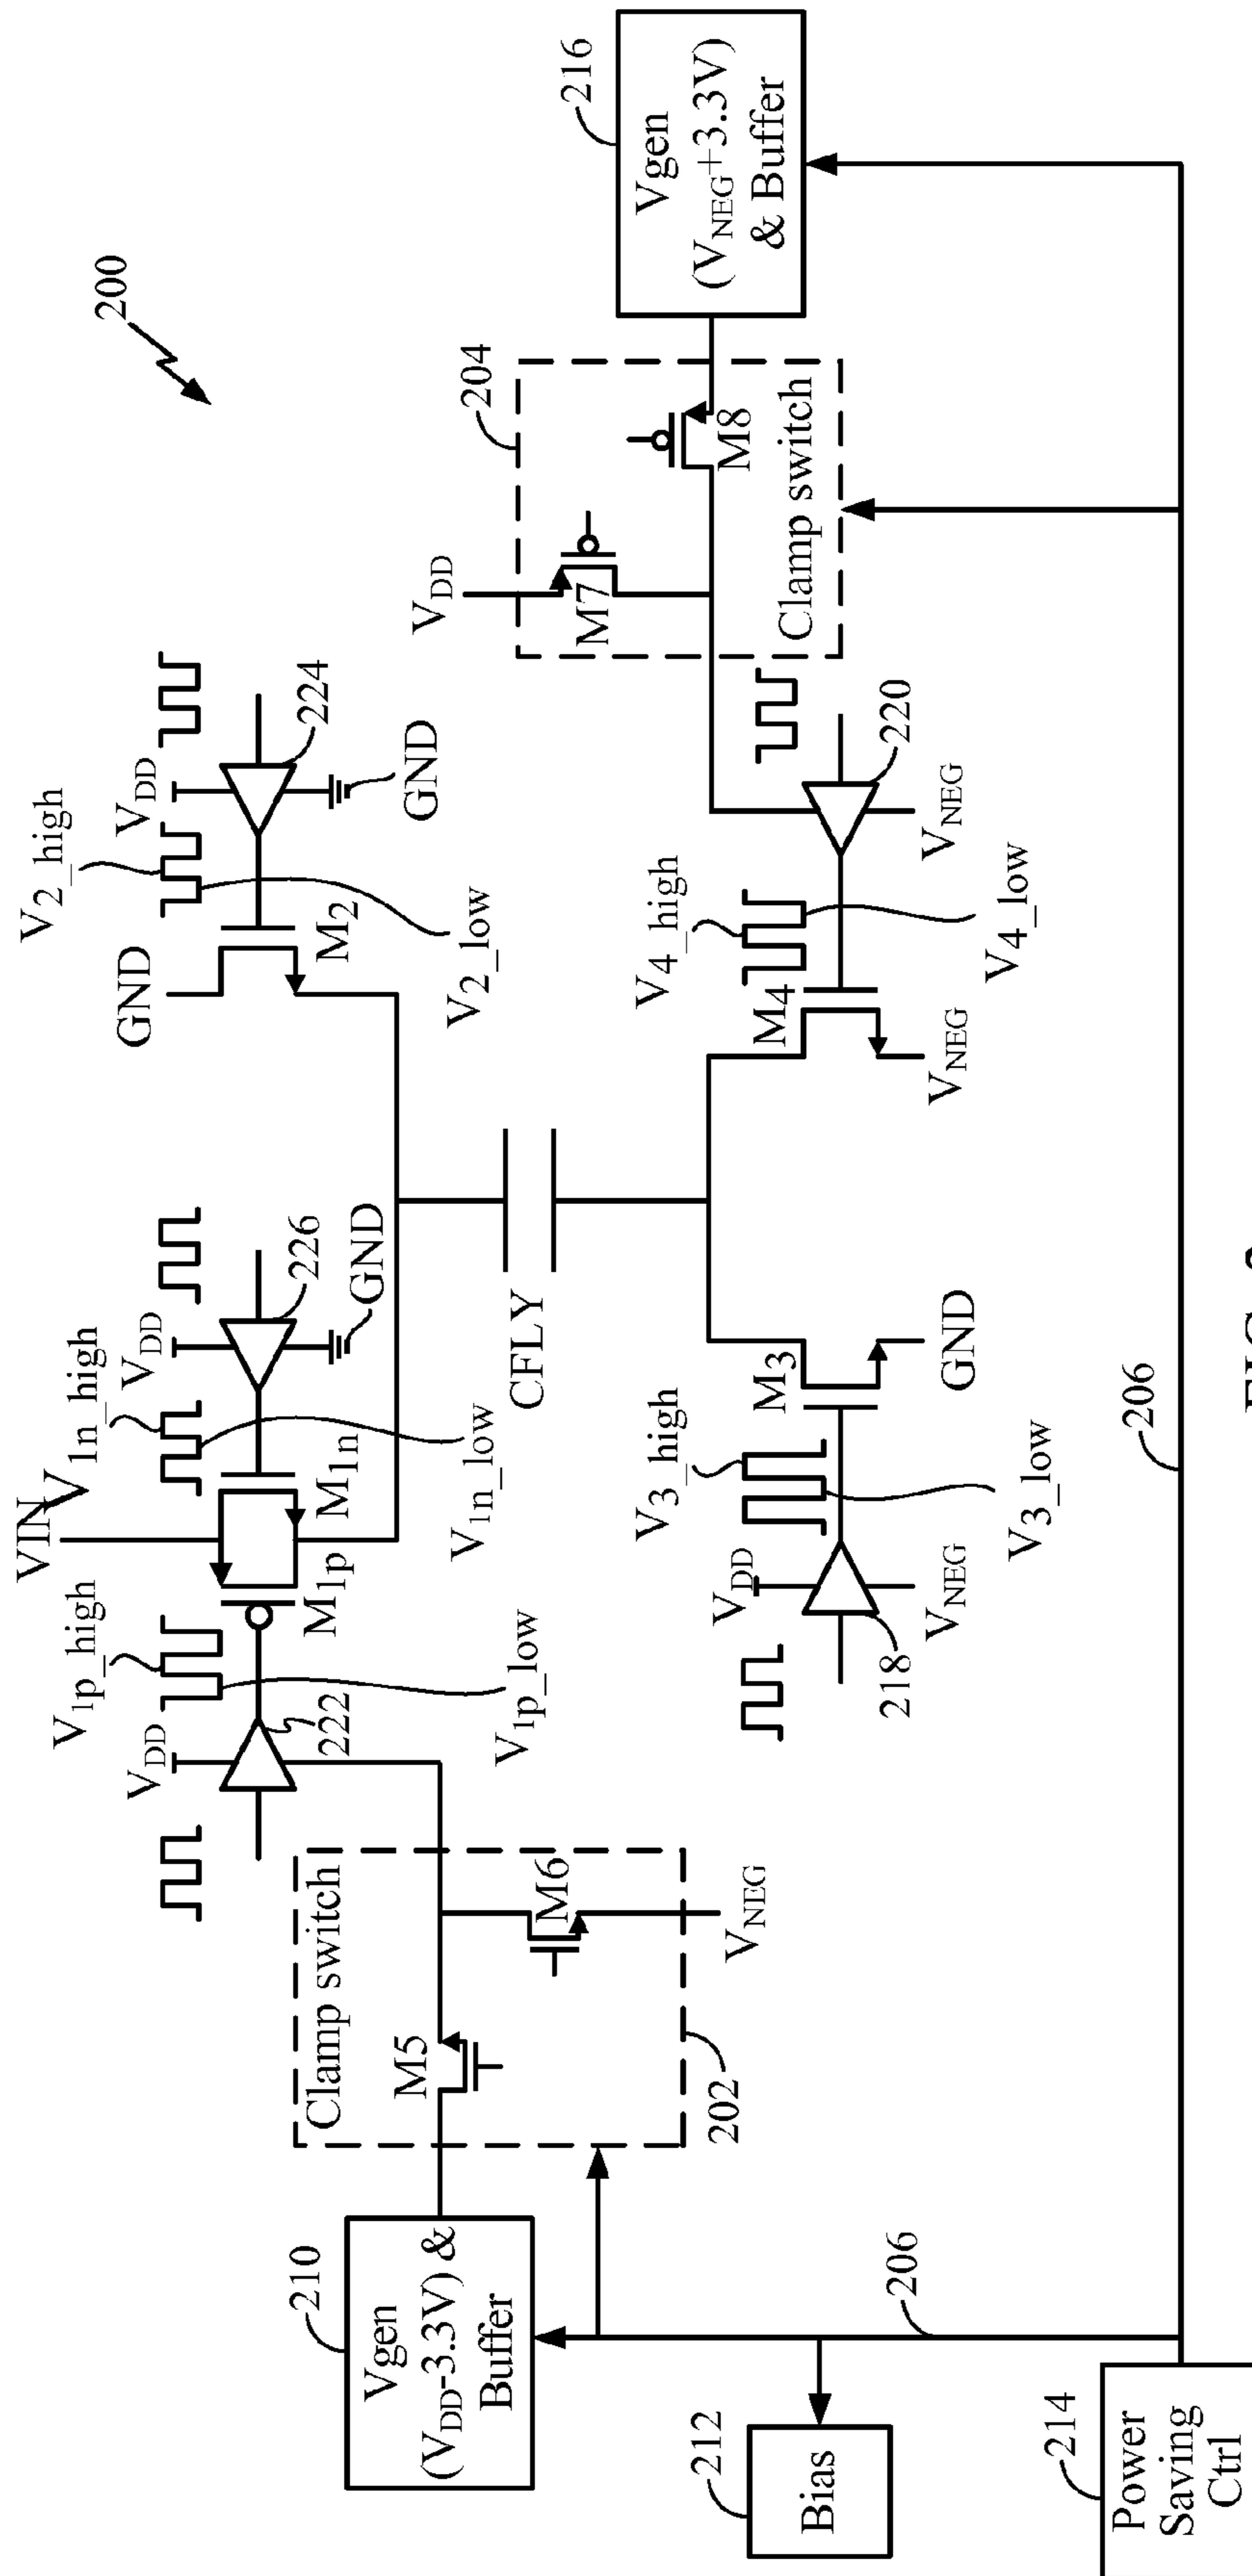 200
VIN
V1p_high
V1n_high
V2_high
VDD
VDD
GND
VDD
222
M1p
M1n
226
GND
M2
224
GND
V1p_low
V1n_low
V2_low
Clamp switch
M5
M6
VNEG
202
210
Vgen
(VDD-3.3V) &
Buffer
CFLY
VDD
M7
M8
Clamp switch
204
216
Vgen
(VNEG+3.3V)
& Buffer
V3_high
VDD
M3
218
VNEG
GND
V3_low
V4_high
M4
220
VNEG
VNEG
V4_low
212
Bias
206
206
214
Power
Saving
Ctrl